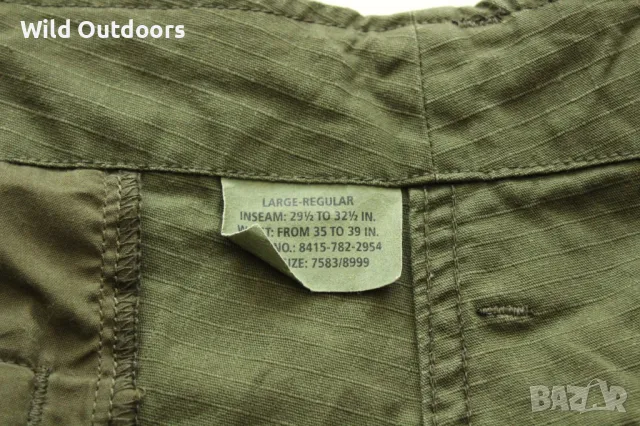 Wild Outdoors
LARGE-REGULAR
INSEAM: 29½ TO 32½ IN.
FROM 35 TO 39 IN.
NO.: 8415-782-2954
SIZE: 7583/8999
BAZAR